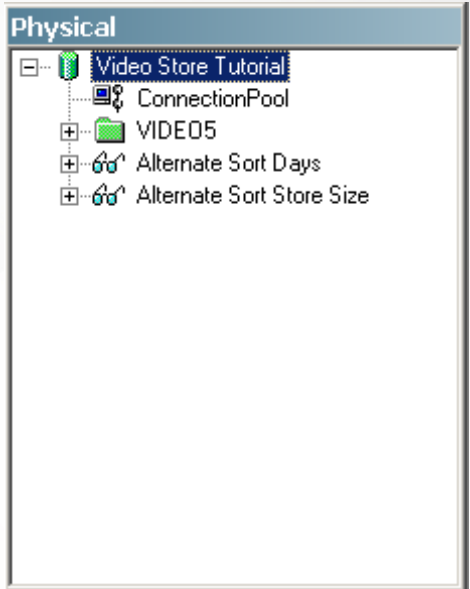 Physical
Video Store Tutorial
ConnectionPool
VIDEO5
Alternate Sort Days
Alternate Sort Store Size